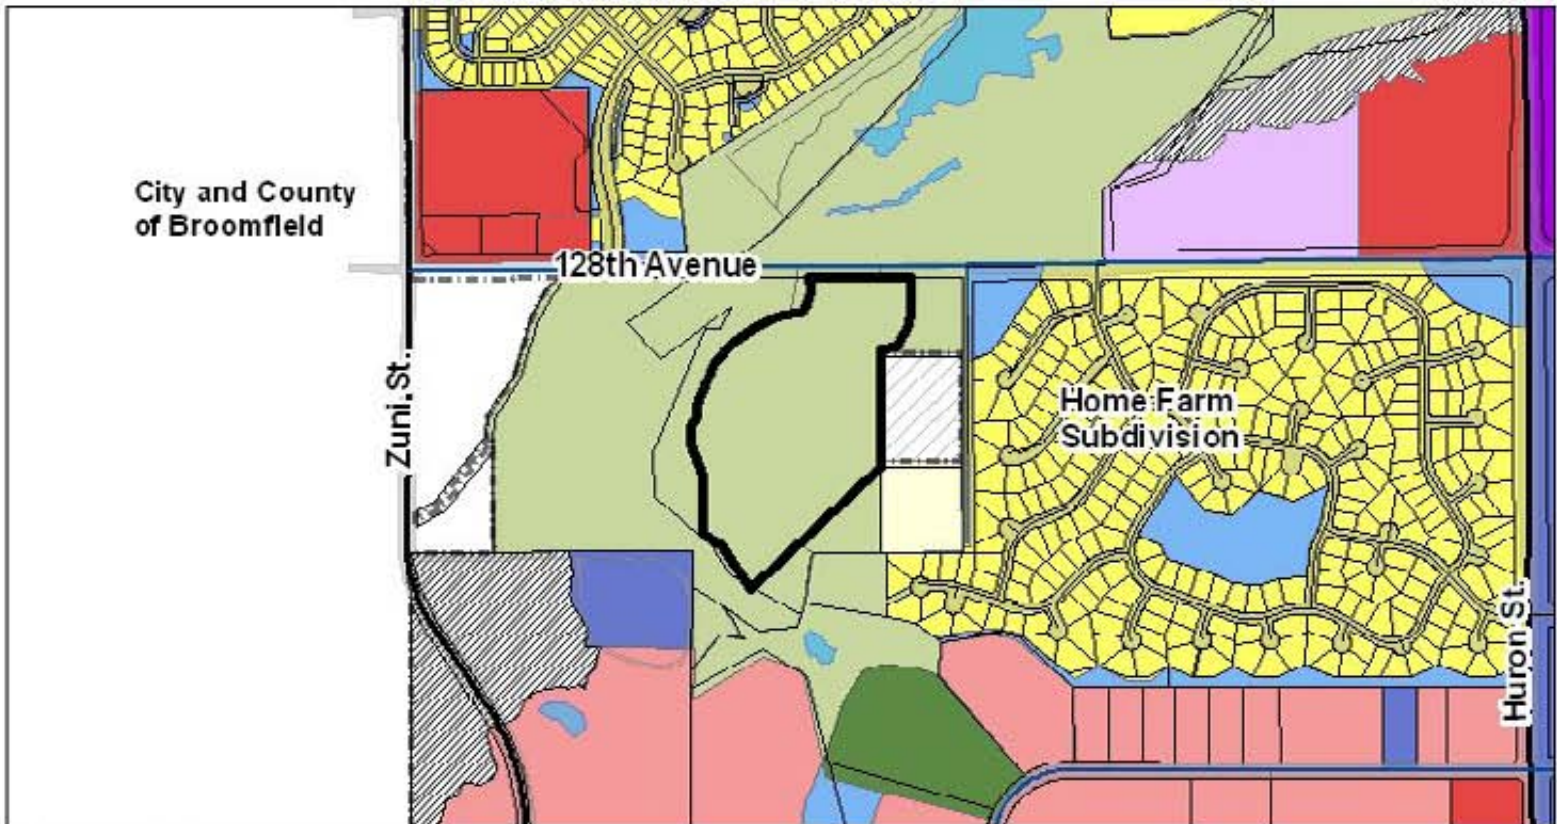 City and County
of Broomfield
128th Avenue
Zuni St.
Home Farm
Subdivision
Huron St.